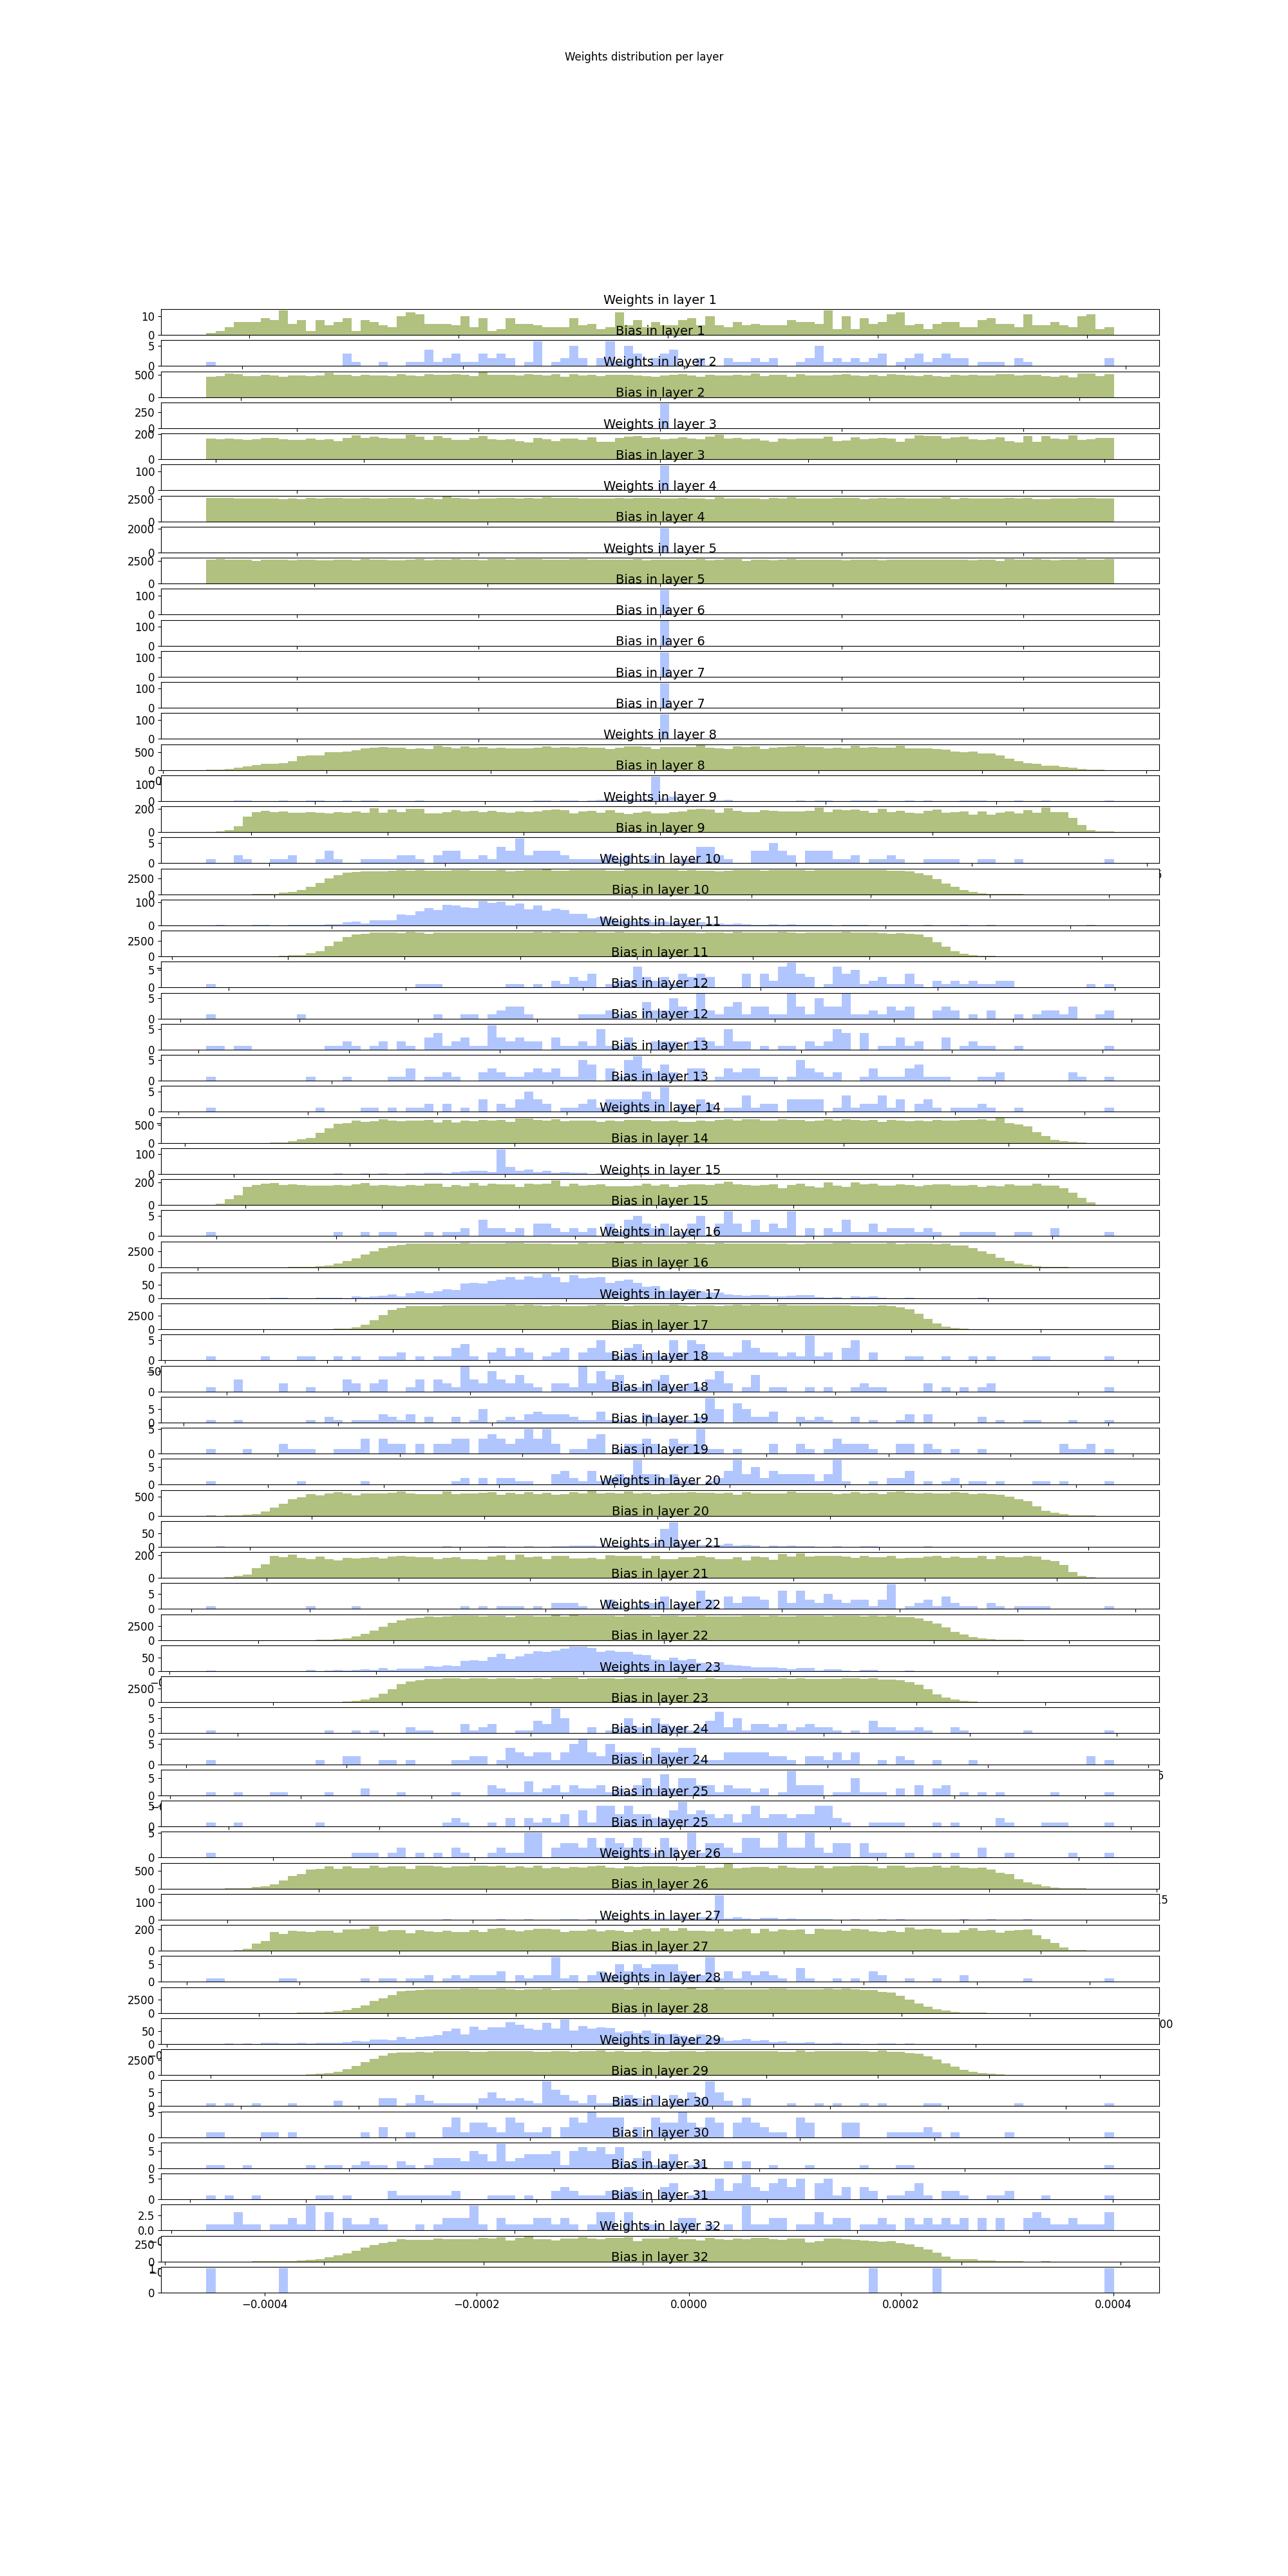 Weights distribution per layer
Weights in layer 1
10
0
Bias in layer 1
5
0
Weights in layer 2
500
0
Bias in layer 2
250
0
Weights in layer 3
200
0
Bias in layer 3
100
0
Weights in layer 4
2500
0
Bias in layer 4
2000
0
Weights in layer 5
2500
0
Bias in layer 5
100
0
Bias in layer 6
100
0
Bias in layer 6
100
0
Bias in layer 7
100
0
Bias in layer 7
100
0
Weights in layer 8
500
0
Bias in layer 8
100
0
Weights in layer 9
200
0
Bias in layer 9
5
0
Weights in layer 10
2500
0
Bias in layer 10
100
0
Weights in layer 11
2500
0
Bias in layer 11
5
0
Bias in layer 12
5
0
Bias in layer 12
5
0
Bias in layer 13
5
0
Bias in layer 13
5
0
Weights in layer 14
500
0
Bias in layer 14
100
0
Weights in layer 15
200
0
Bias in layer 15
5
0
Weights in layer 16
2500
0
Bias in layer 16
50
0
Weights in layer 17
2500
0
Bias in layer 17
5
0
Bias in layer 18
5
0
Bias in layer 18
5
0
Bias in layer 19
5
0
Bias in layer 19
5
0
Weights in layer 20
500
0
Bias in layer 20
50
0
Weights in layer 21
200
0
Bias in layer 21
5
0
Weights in layer 22
2500
0
Bias in layer 22
50
0
Weights in layer 23
2500
0
Bias in layer 23
5
0
Bias in layer 24
5
0
Bias in layer 24
5
0
Bias in layer 25
5
0
Bias in layer 25
5
0
Weights in layer 26
500
0
Bias in layer 26
100
0
Weights in layer 27
200
0
Bias in layer 27
5
0
Weights in layer 28
2500
0
Bias in layer 28
50
0
Weights in layer 29
2500
0
Bias in layer 29
5
0
Bias in layer 30
5
0
Bias in layer 30
5
0
Bias in layer 31
5
0
Bias in layer 31
2.5
0.0
Weights in layer 32
250
0
Bias in layer 32
1
0
−0.0004 −0.0002 0.0000 0.0002 0.0004